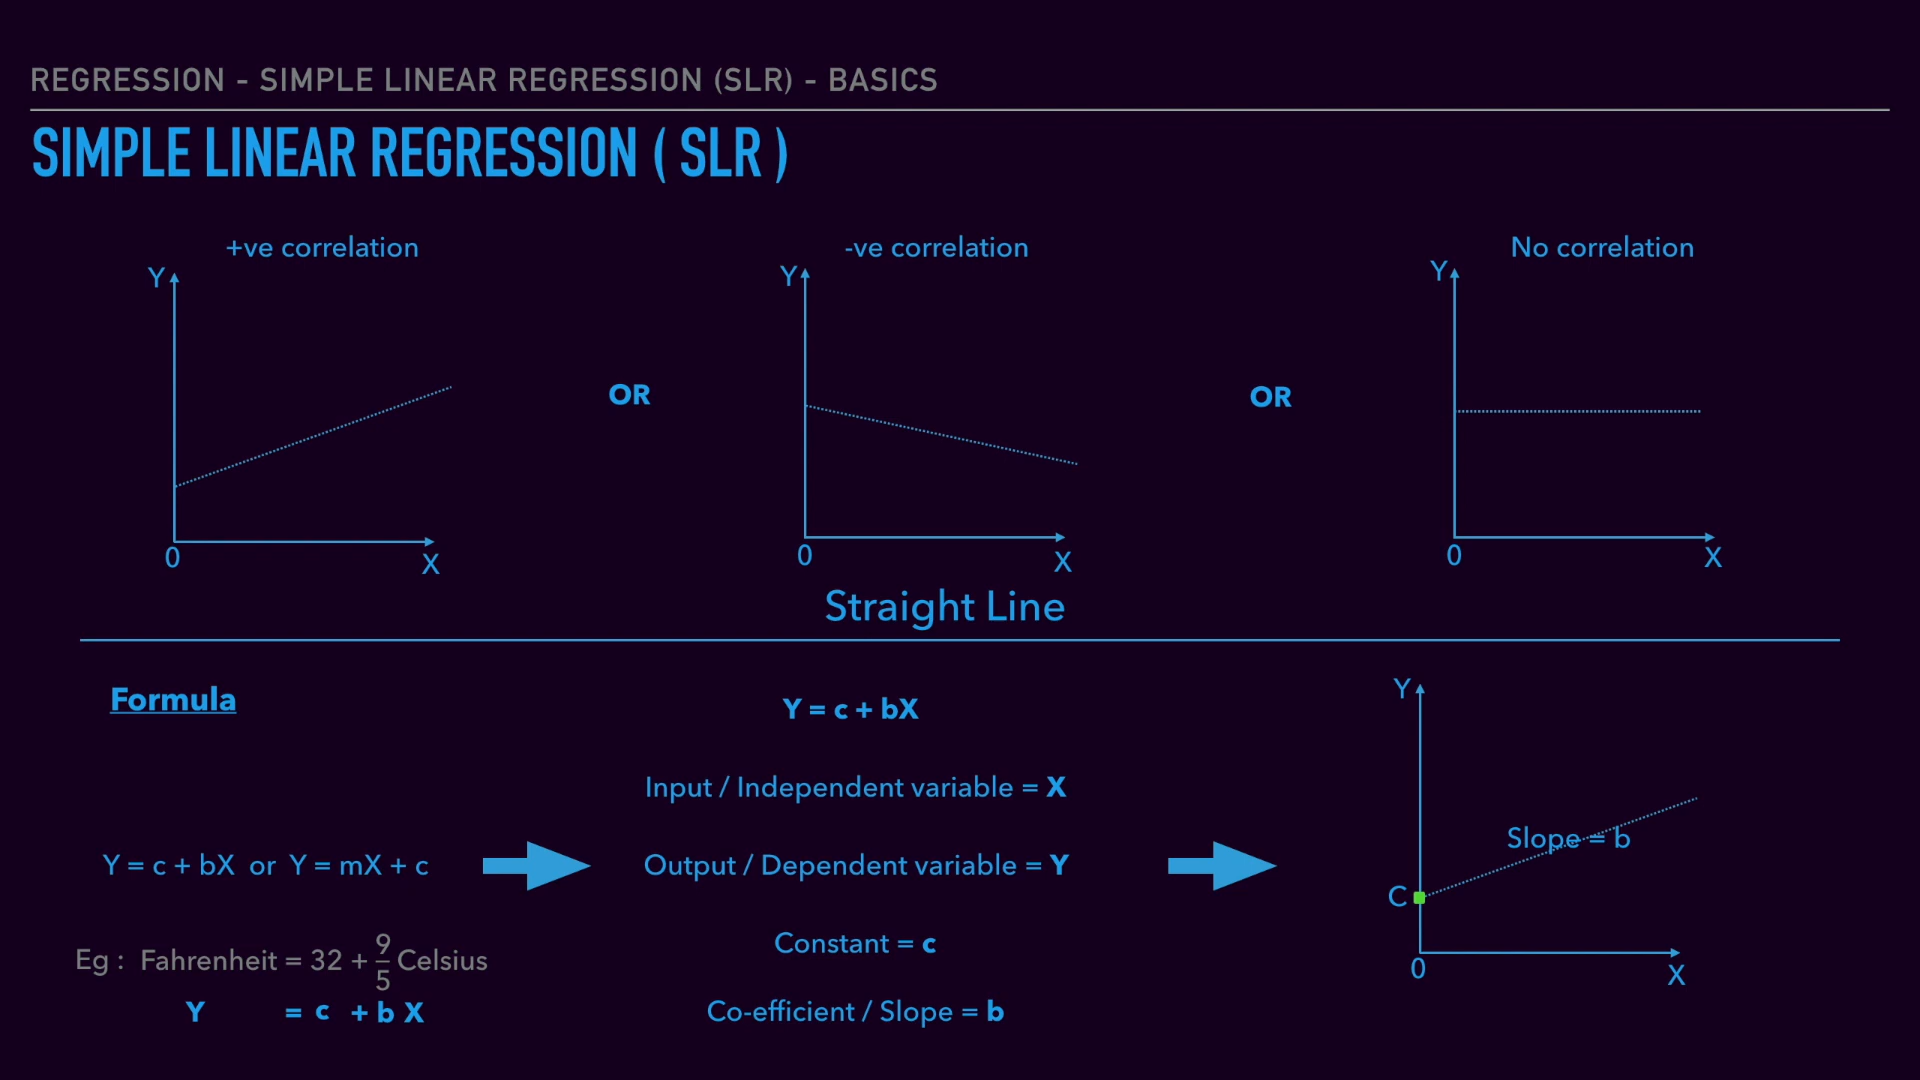 REGRESSION - SIMPLE LINEAR REGRESSION (SLR) - BASICS
SIMPLE LINEAR REGRESSION ( SLR )
+ve correlation
Y
0
X
OR
-ve correlation
Y
0
X
OR
No correlation
Y
0
X
Straight Line
Formula
Y = c + bX or Y = mX + c
Eg : Fahrenheit = 32 + 9/5 Celsius
Y = c + b X
Y = c + bX
Input / Independent variable = X
Output / Dependent variable = Y
Constant = c
Co-efficient / Slope = b
Y
Slope = b
C
0
X